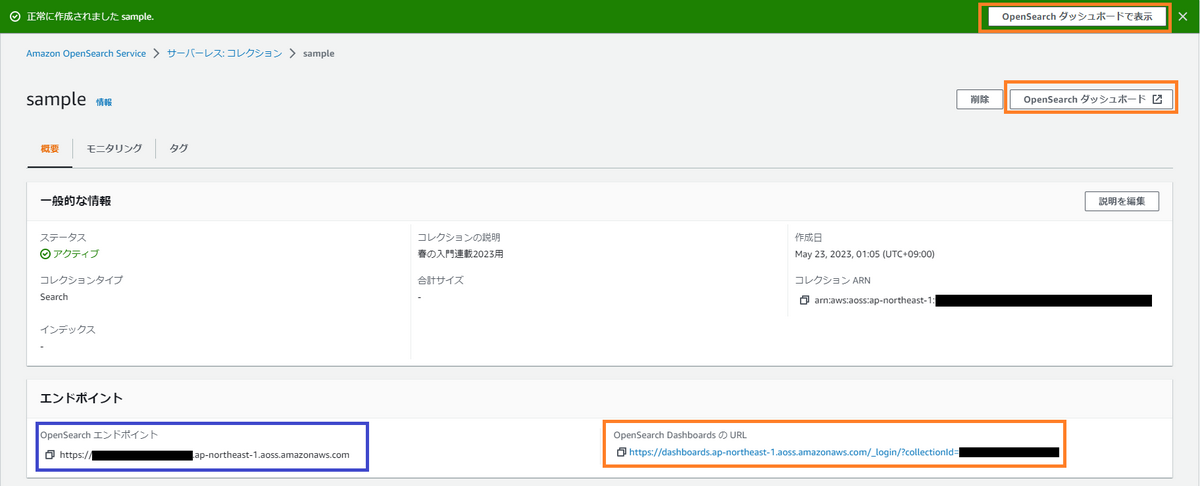 正常に作成されました sample.
OpenSearch ダッシュボードで表示
Amazon OpenSearch Service > サーバーレス: コレクション > sample
sample 情報
削除
OpenSearch ダッシュボード
概要 モニタリング タグ
一般的な情報
説明を編集
ステータス
アクティブ
コレクションの説明
春の入門連載2023用
作成日
May 23, 2023, 01:05 (UTC+09:00)
コレクションタイプ
Search
合計サイズ
-
コレクション ARN
arn:aws:aoss:ap-northeast-1:
インデックス
-
エンドポイント
OpenSearch エンドポイント
https:// .ap-northeast-1.aoss.amazonaws.com
OpenSearch Dashboards の URL
https://dashboards.ap-northeast-1.aoss.amazonaws.com/_login/?collectionId=